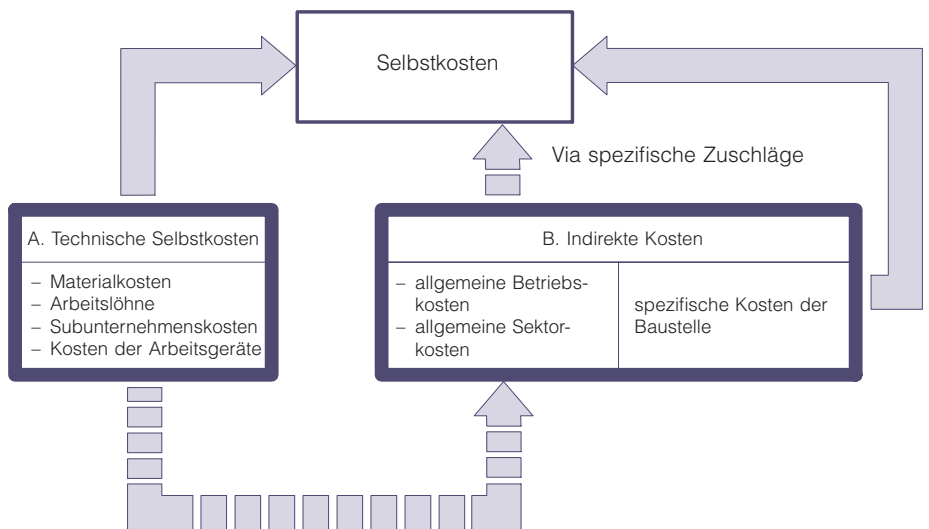 Selbstkosten
Via spezifische Zuschläge
A. Technische Selbstkosten
– Materialkosten
– Arbeitslöhne
– Subunternehmenskosten
– Kosten der Arbeitsgeräte
B. Indirekte Kosten
– allgemeine Betriebs-
kosten
– allgemeine Sektor-
kosten
spezifische Kosten der
Baustelle